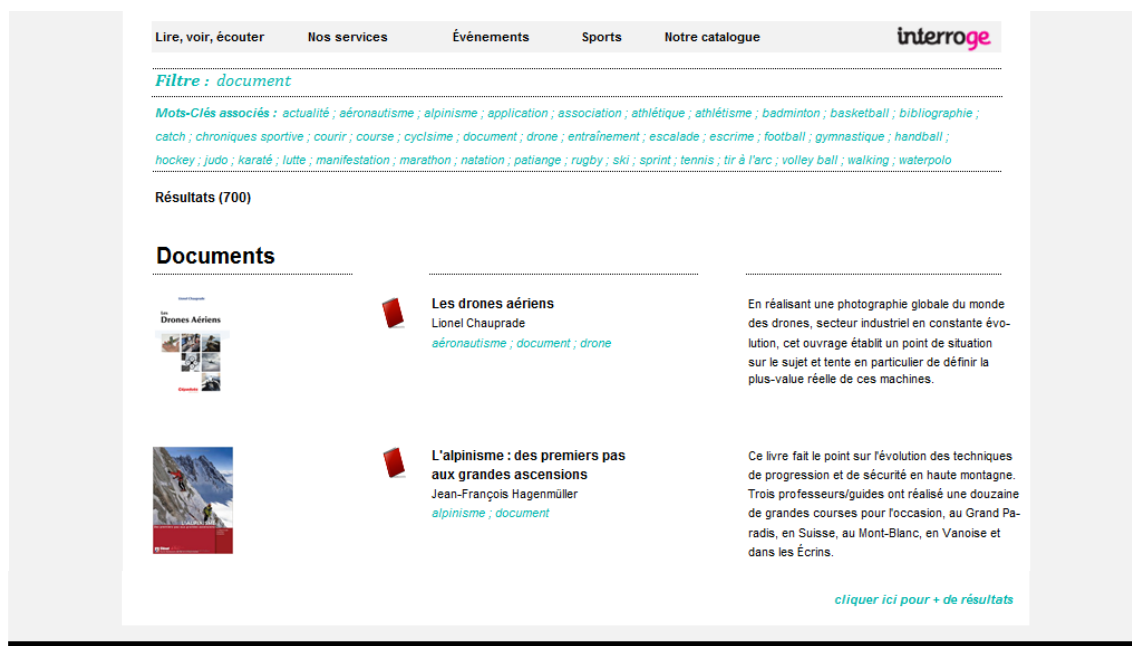 Lire, voir, écouter Nos services Événements Sports Notre catalogue interroge
Filtre : document
Mots-Clés associés : actualité ; aéronautisme ; alpinisme ; application ; association ; athlétique ; athlétisme ; badminton ; basketball ; bibliographie ;
catch ; chroniques sportive ; courir ; course ; cyclsime ; document ; drone ; entraînement ; escalade ; escrime ; football ; gymnastique ; handball ;
hockey ; judo ; karaté ; lutte ; manifestation ; marathon ; natation ; patiange ; rugby ; ski ; sprint ; tennis ; tir à l'arc ; volley ball ; walking ; waterpolo
Résultats (700)
Documents
Lionel Chauprade
Les
Drones Aériens
Les drones aériens
Lionel Chauprade
aéronautisme ; document ; drone
En réalisant une photographie globale du monde
des drones, secteur industriel en constante évo-
lution, cet ouvrage établit un point de situation
sur le sujet et tente en particulier de définir la
plus-value réelle de ces machines.
L'ALPINISME
L'alpinisme : des premiers pas
aux grandes ascensions
Jean-François Hagenmüller
alpinisme ; document
Ce livre fait le point sur l'évolution des techniques
de progression et de sécurité en haute montagne.
Trois professeurs/guides ont réalisé une douzaine
de grandes courses pour l'occasion, au Grand Pa-
radis, en Suisse, au Mont-Blanc, en Vanoise et
dans les Écrins.
cliquer ici pour + de résultats